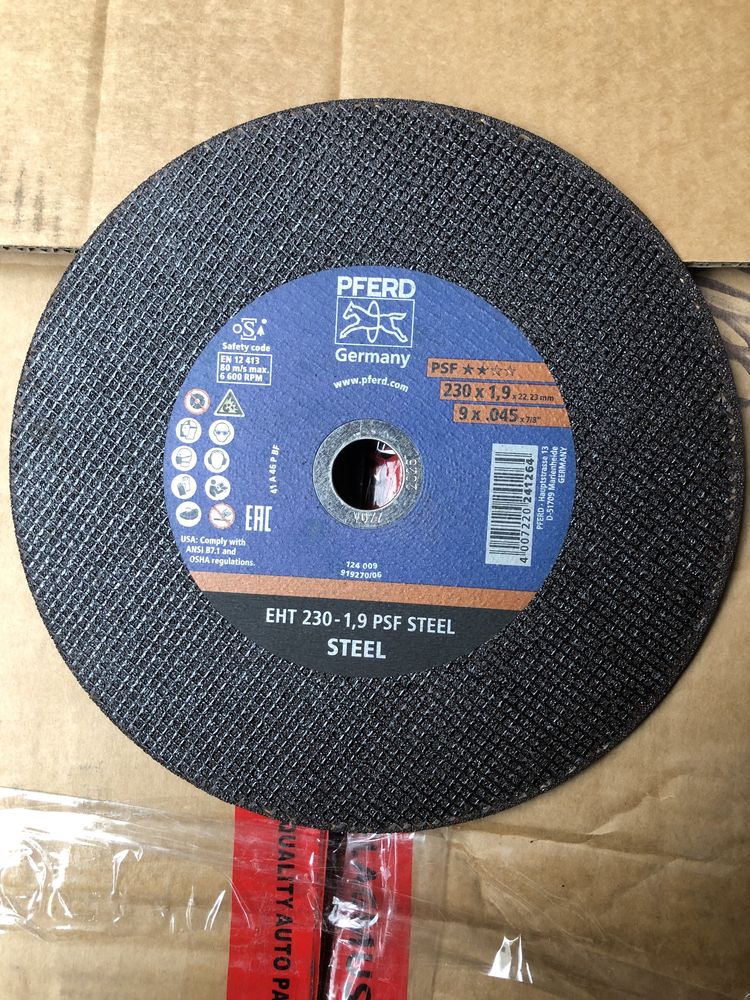 PFERD
Germany
www.pferd.com
S
Safety code
EN 12 413
80 m/s max.
6 600 RPM
PSF ★★☆☆
230 x 1,9 x 22,23 mm
9 x .045 x 7/8"
41 A 46 P BF
EAC
USA: Comply with
ANSI B7.1 and
OSHA regulations.
V07/ 2025
124 009
919270/06
4 007220 241264
PFERD · Hauptstrasse 13
D-51709 Marienheide
GERMANY
EHT 230-1,9 PSF STEEL
STEEL
QUALITY AUTO PA